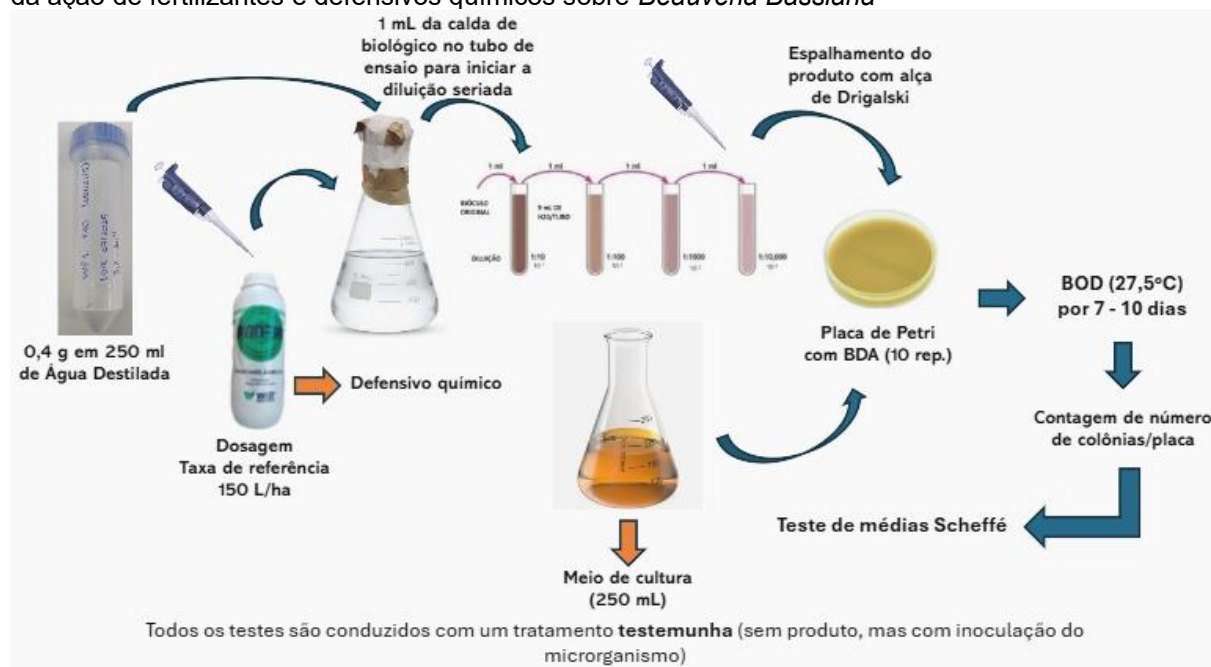 da ação de fertilizantes e defensivos químicos sobre Beauveria Bassiana
1 mL da calda de
biológico no tubo de
ensaio para iniciar a
diluição seriada
Espalhamento do
produto com alça
de Drigalski
1 ml
1 ml
1 ml
1 ml
INÓCULO
ORIGINAL
9 mL DE
H2O/TUBO
DILUIÇÃO
1:10
1:100
1:1000
1:10,000
0,4 g em 250 ml
de Água Destilada
Defensivo químico
Dosagem
Taxa de referência
150 L/ha
Placa de Petri
com BDA (10 rep.)
BOD (27,5ºC)
por 7 - 10 dias
Contagem de número
de colônias/placa
Teste de médias Scheffé
Meio de cultura
(250 mL)
Todos os testes são conduzidos com um tratamento testemunha (sem produto, mas com inoculação do
microrganismo)